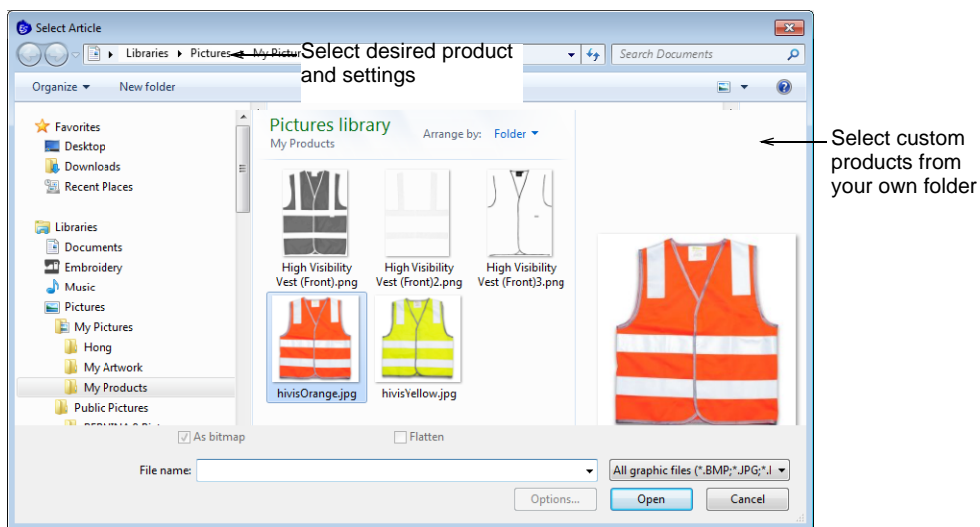 Select Article
Libraries Pictures My Pictur
Select desired product
and settings
Search Documents
Organize New folder
Favorites
Desktop
Downloads
Recent Places
Libraries
Documents
Embroidery
Music
Pictures
My Pictures
Hong
My Artwork
My Products
Public Pictures
Pictures library
My Products
Arrange by: Folder
High Visibility
Vest (Front).png
High Visibility
Vest (Front)2.png
High Visibility
Vest (Front)3.png
hivisOrange.jpg
hivisYellow.jpg
Select custom
products from
your own folder
As bitmap
Flatten
File name:
All graphic files (*.BMP;*.JPG;*.I
Options...
Open
Cancel